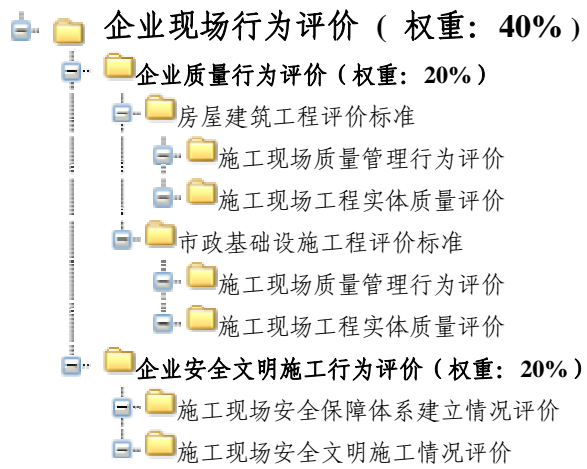 企业现场行为评价 ( 权重: 40% )
企业质量行为评价（权重: 20%）
房屋建筑工程评价标准
施工现场质量管理行为评价
施工现场工程实体质量评价
市政基础设施工程评价标准
施工现场质量管理行为评价
施工现场工程实体质量评价
企业安全文明施工行为评价（权重: 20%）
施工现场安全保障体系建立情况评价
施工现场安全文明施工情况评价